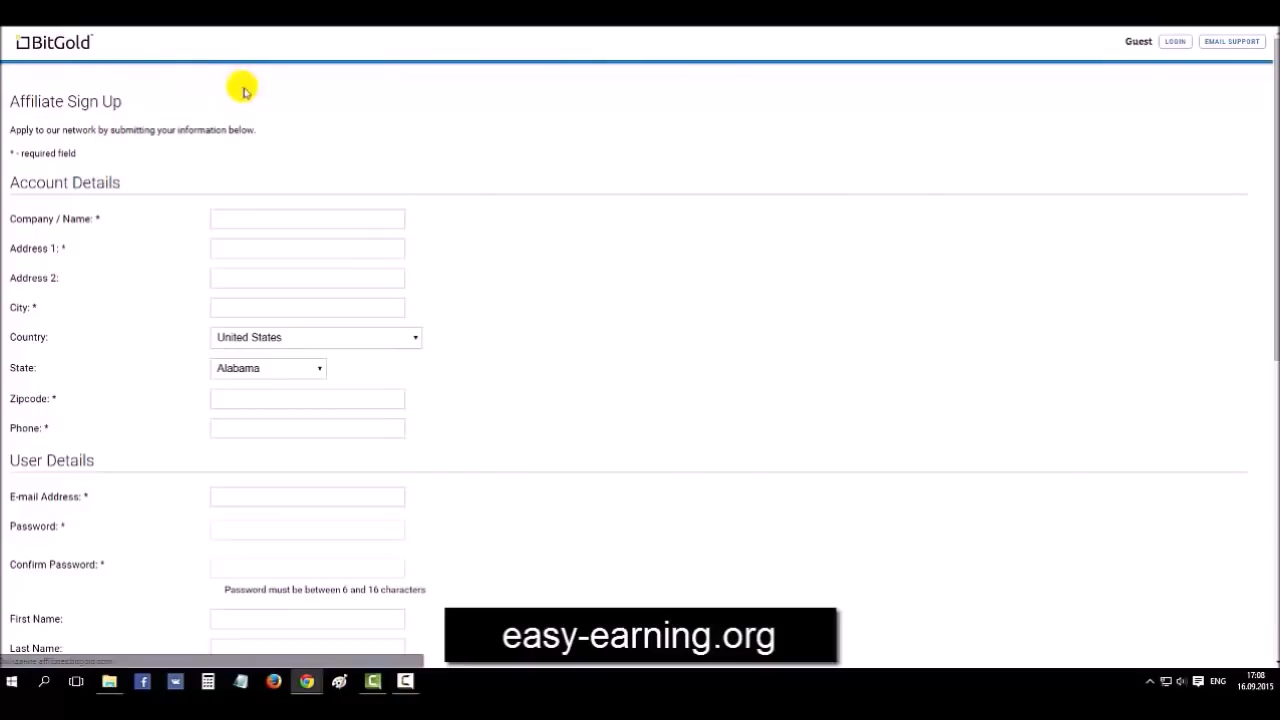 BitGold
Guest LOGIN EMAIL SUPPORT
Affiliate Sign Up
Apply to our network by submitting your information below.
* - required field
Account Details
Company / Name: *
Address 1: *
Address 2:
City: *
Country: United States
State: Alabama
Zipcode: *
Phone: *
User Details
E-mail Address: *
Password: *
Confirm Password: *
Password must be between 6 and 16 characters
First Name:
Last Name:
easy-earning.org
ENG
17:08
16.09.2015